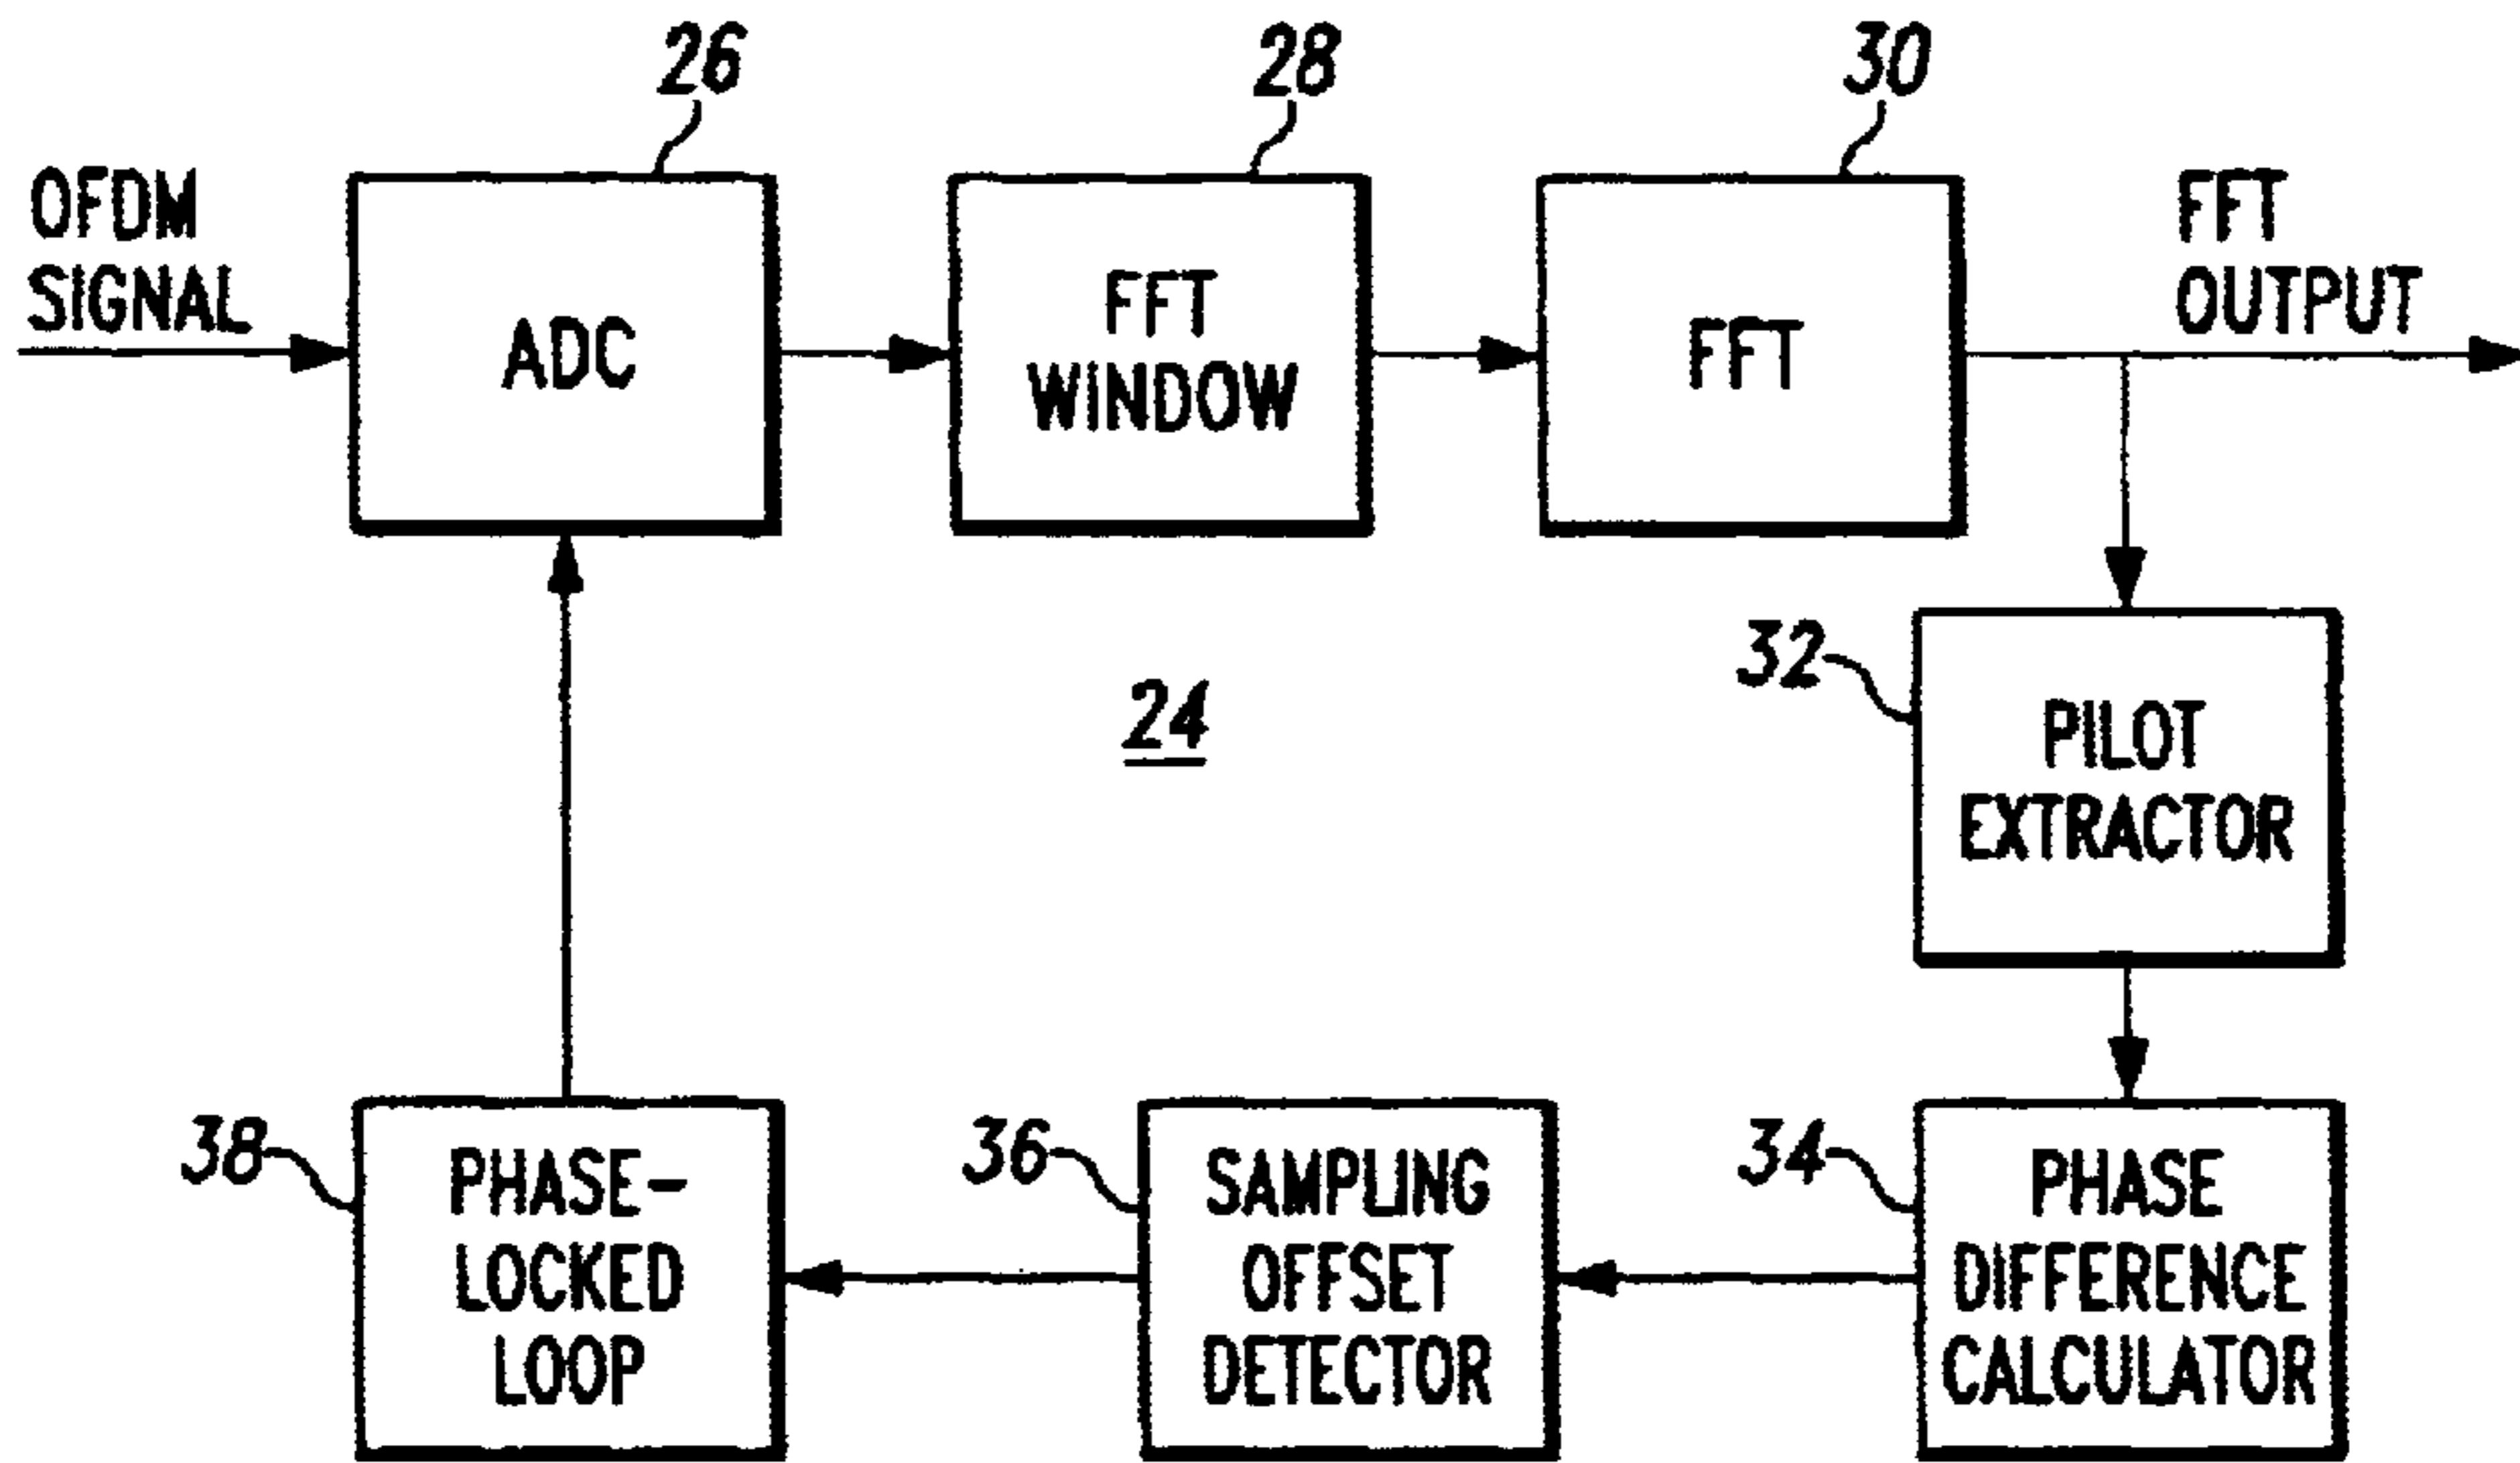 26
28
30
OFDM
SIGNAL
ADC
FFT
WINDOW
FFT
FFT
OUTPUT
24
32
PILOT
EXTRACTOR
38
PHASE-
LOCKED
LOOP
36
SAMPLING
OFFSET
DETECTOR
34
PHASE
DIFFERENCE
CALCULATOR